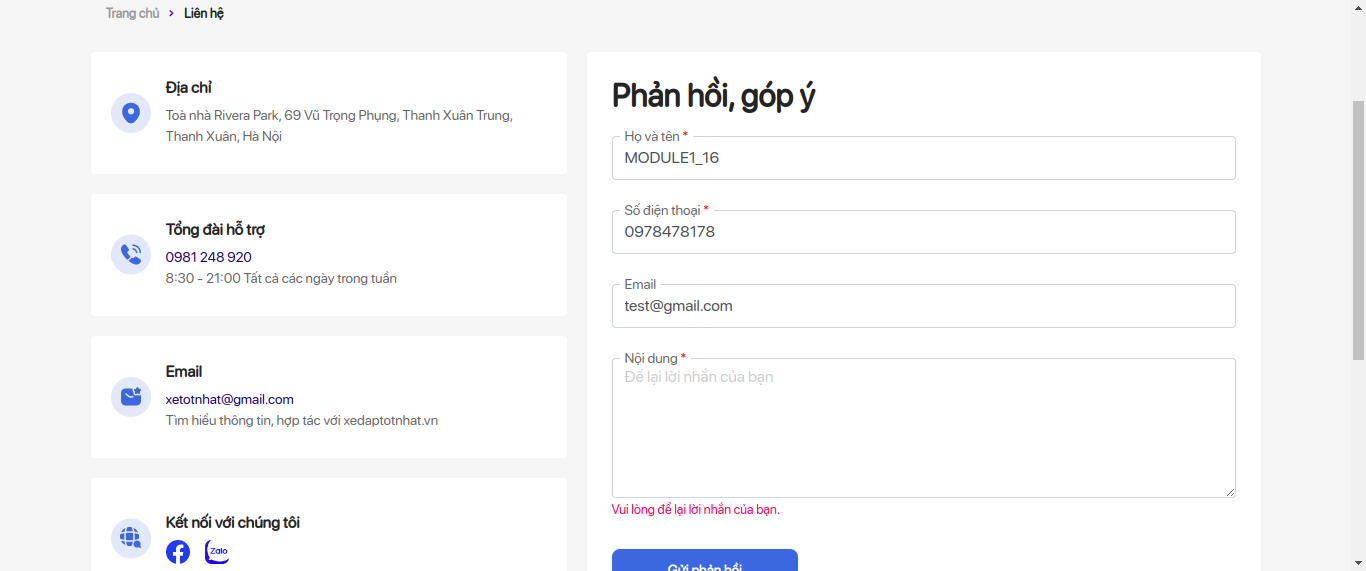 Trang chủ > Liên hệ
Địa chỉ
Toà nhà Rivera Park, 69 Vũ Trọng Phụng, Thanh Xuân Trung,
Thanh Xuân, Hà Nội
Tổng đài hỗ trợ
0981 248 920
8:30 - 21:00 Tất cả các ngày trong tuần
Email
xetotnhat@gmail.com
Tìm hiểu thông tin, hợp tác với xedaptotnhat.vn
Kết nối với chúng tôi
Zalo
Phản hồi, góp ý
Họ và tên *
MODULE1_16
Số điện thoại *
0978478178
Email
test@gmail.com
Nội dung *
Để lại lời nhắn của bạn
Vui lòng để lại lời nhắn của bạn.
Gửi phản hồi